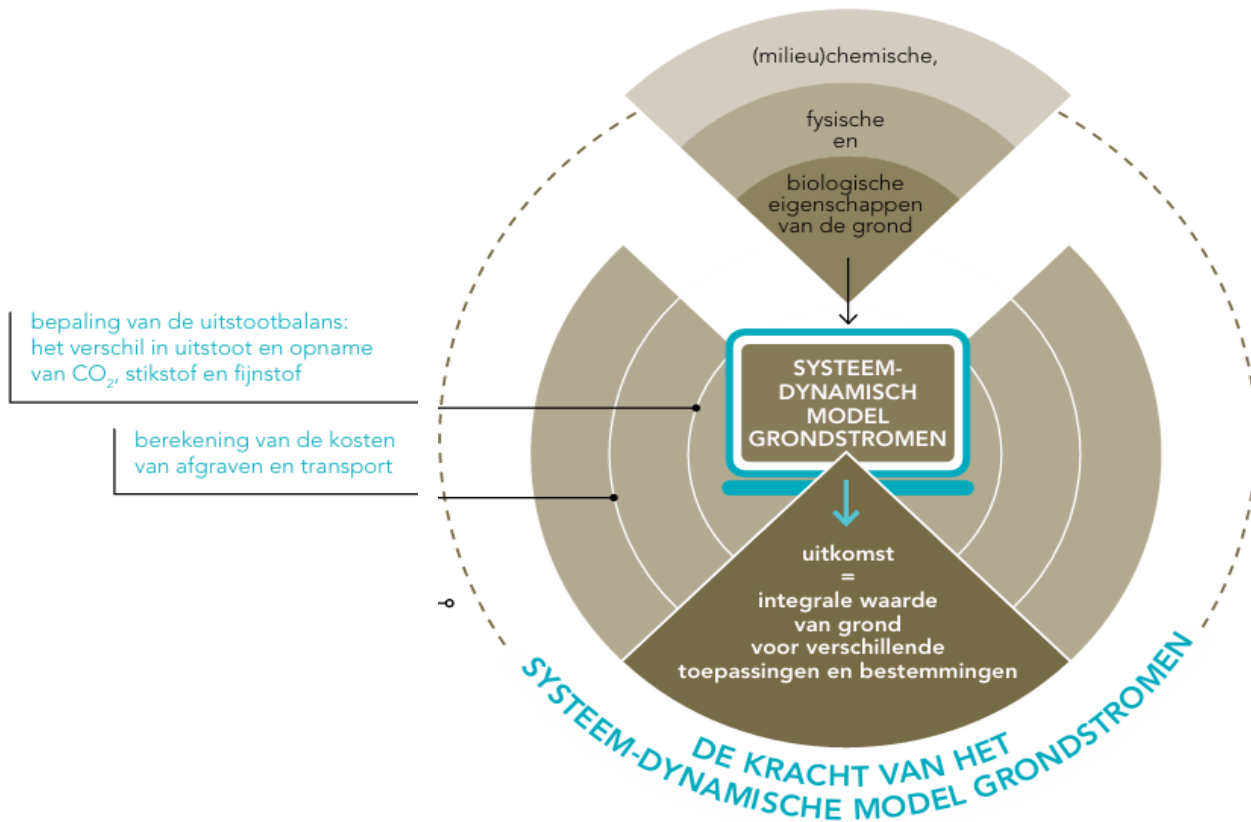 (milieu)chemische,
fysische
en
biologische
eigenschappen
van de grond
bepaling van de uitstootbalans:
het verschil in uitstoot en opname
van CO₂, stikstof en fijnstof
berekening van de kosten
van afgraven en transport
SYSTEEM-
DYNAMISCH
MODEL
GRONDSTROMEN
uitkomst
=
integrale waarde
van grond
voor verschillende
toepassingen en bestemmingen
DE KRACHT VAN HET
SYSTEEM-DYNAMISCHE MODEL GRONDSTROMEN